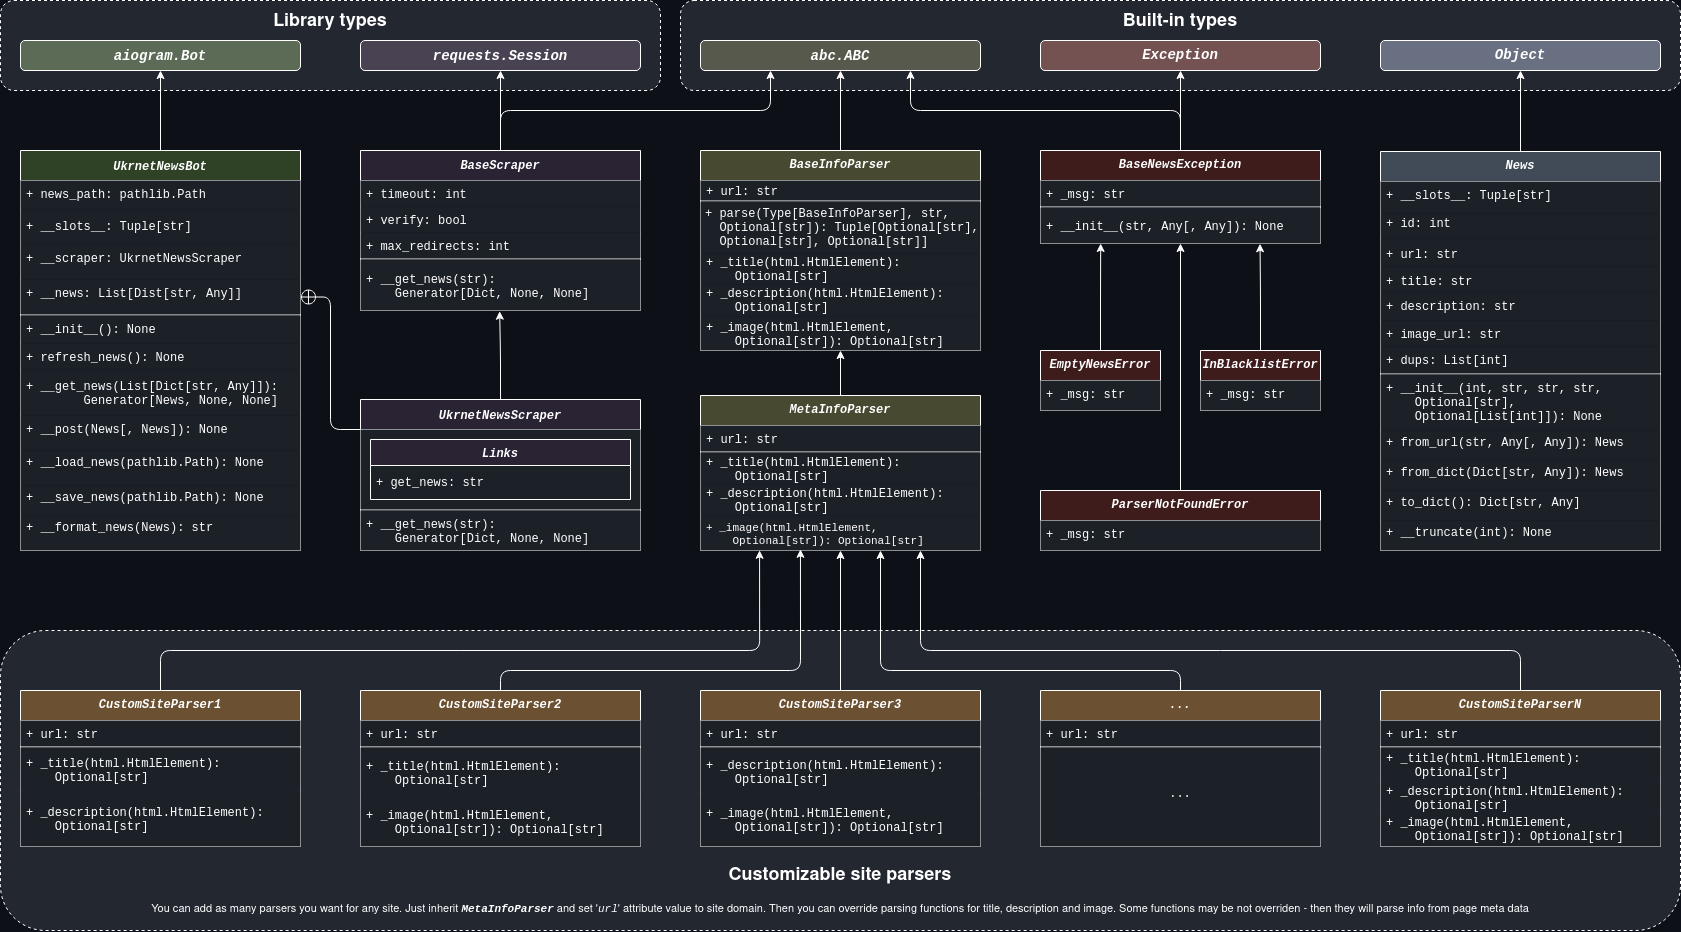 Library types
Built-in types
aiogram.Bot
requests.Session
abc.ABC
Exception
Object
UkrnetNewsBot
+ news_path: pathlib.Path
+ __slots__: Tuple[str]
+ __scraper: UkrnetNewsScraper
+ __news: List[Dict[str, Any]]
+ __init__(): None
+ refresh_news(): None
+ __get_news(List[Dict[str, Any]]):
Generator[News, None, None]
+ __post(News[, News]): None
+ __load_news(pathlib.Path): None
+ __save_news(pathlib.Path): None
+ __format_news(News): str
BaseScraper
+ timeout: int
+ verify: bool
+ max_redirects: int
+ __get_news(str):
Generator[Dict, None, None]
UkrnetNewsScraper
Links
+ get_news: str
+ __get_news(str):
Generator[Dict, None, None]
BaseInfoParser
+ url: str
+ parse(Type[BaseInfoParser], str,
Optional[str]): Tuple[Optional[str],
Optional[str], Optional[str]]
+ _title(html.HtmlElement):
Optional[str]
+ _description(html.HtmlElement):
Optional[str]
+ _image(html.HtmlElement,
Optional[str]): Optional[str]
MetaInfoParser
+ url: str
+ _title(html.HtmlElement):
Optional[str]
+ _description(html.HtmlElement):
Optional[str]
+ _image(html.HtmlElement,
Optional[str]): Optional[str]
BaseNewsException
+ _msg: str
+ __init__(str, Any[, Any]): None
EmptyNewsError
+ _msg: str
InBlacklistError
+ _msg: str
ParserNotFoundError
+ _msg: str
News
+ __slots__: Tuple[str]
+ id: int
+ url: str
+ title: str
+ description: str
+ image_url: str
+ dups: List[int]
+ __init__(int, str, str, str,
Optional[str],
Optional[List[int]]): None
+ from_url(str, Any[, Any]): News
+ from_dict(Dict[str, Any]): News
+ to_dict(): Dict[str, Any]
+ __truncate(int): None
CustomSiteParser1
+ url: str
+ _title(html.HtmlElement):
Optional[str]
+ _description(html.HtmlElement):
Optional[str]
CustomSiteParser2
+ url: str
+ _title(html.HtmlElement):
Optional[str]
+ _image(html.HtmlElement,
Optional[str]): Optional[str]
CustomSiteParser3
+ url: str
+ _description(html.HtmlElement):
Optional[str]
+ _image(html.HtmlElement,
Optional[str]): Optional[str]
...
+ url: str
...
CustomSiteParserN
+ url: str
+ _title(html.HtmlElement):
Optional[str]
+ _description(html.HtmlElement):
Optional[str]
+ _image(html.HtmlElement,
Optional[str]): Optional[str]
Customizable site parsers
You can add as many parsers you want for any site. Just inherit MetaInfoParser and set 'url' attribute value to site domain. Then you can override parsing functions for title, description and image. Some functions may be not overriden - then they will parse info from page meta data